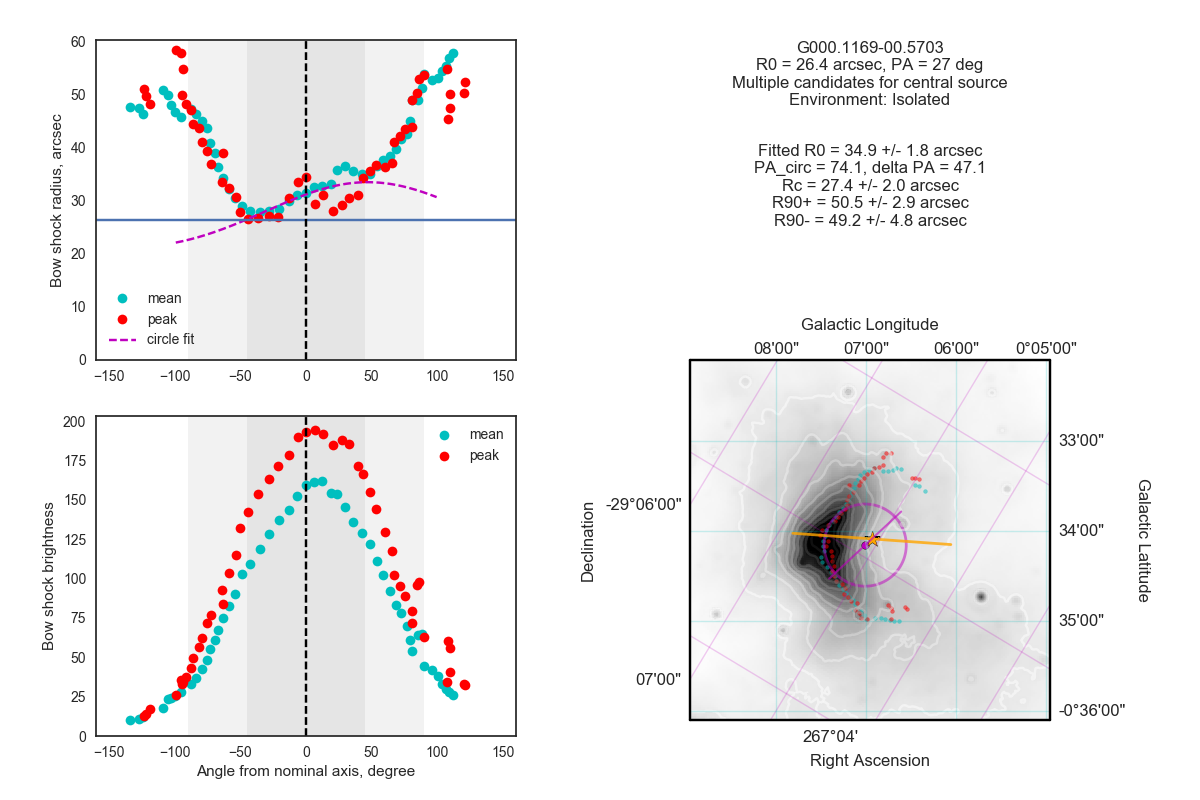 60
50
40
30
20
10
0
Bow shock radius, arcsec
mean
peak
circle fit
−150 −100 −50 0 50 100 150
200
175
150
125
100
75
50
25
0
Bow shock brightness
mean
peak
−150 −100 −50 0 50 100 150
Angle from nominal axis, degree
G000.1169-00.5703
R0 = 26.4 arcsec, PA = 27 deg
Multiple candidates for central source
Environment: Isolated
Fitted R0 = 34.9 +/- 1.8 arcsec
PA_circ = 74.1, delta PA = 47.1
Rc = 27.4 +/- 2.0 arcsec
R90+ = 50.5 +/- 2.9 arcsec
R90- = 49.2 +/- 4.8 arcsec
Galactic Longitude
08'00" 07'00" 06'00" 0°05'00"
33'00"
-29°06'00"
34'00"
35'00"
07'00"
-0°36'00"
Declination
Galactic Latitude
267°04'
Right Ascension